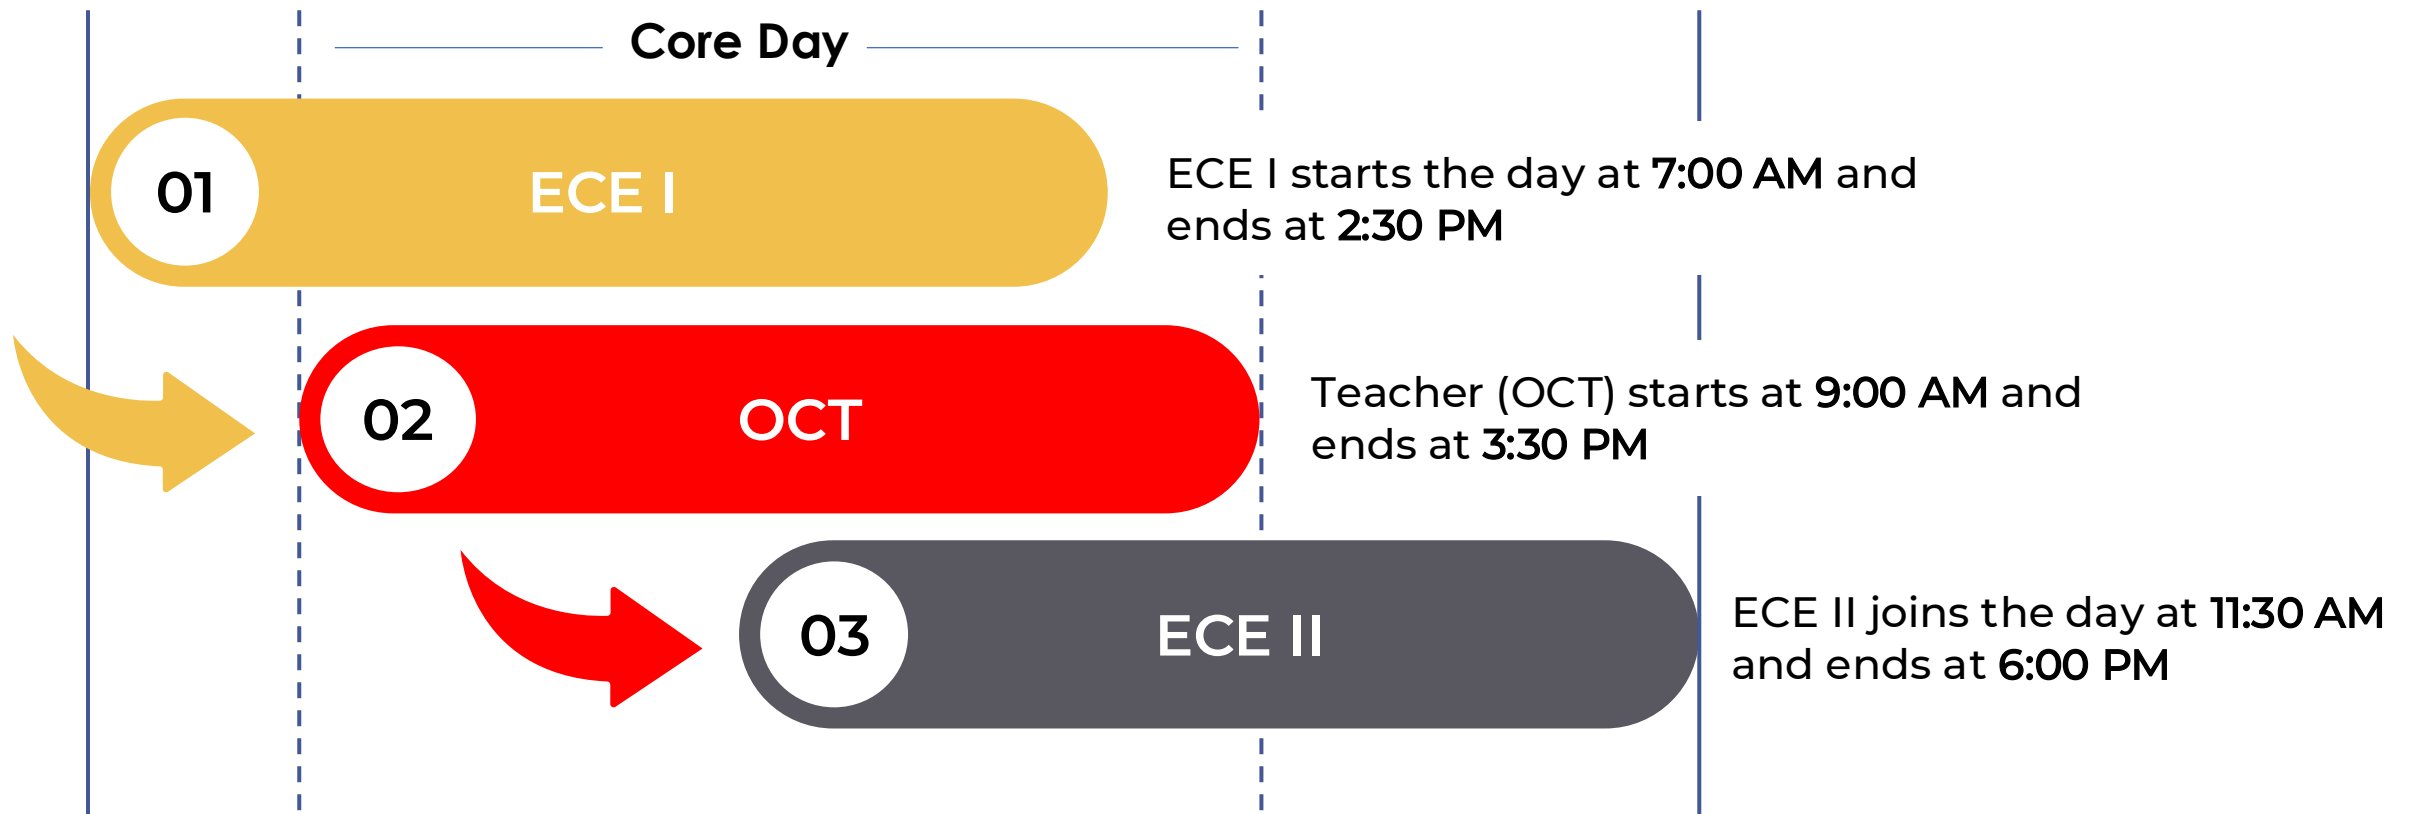 Core Day
01
ECE I
ECE I starts the day at 7:00 AM and
ends at 2:30 PM
02
OCT
Teacher (OCT) starts at 9:00 AM and
ends at 3:30 PM
03
ECE II
ECE II joins the day at 11:30 AM
and ends at 6:00 PM